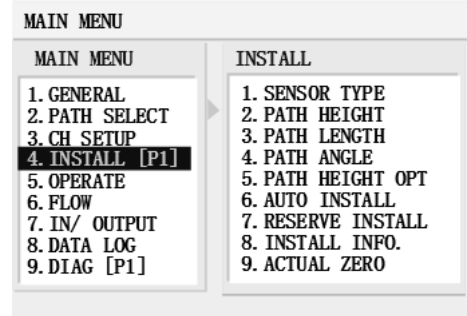 MAIN MENU
MAIN MENU
1. GENERAL
2. PATH SELECT
3. CH SETUP
4. INSTALL [P1]
5. OPERATE
6. FLOW
7. IN/ OUTPUT
8. DATA LOG
9. DIAG [P1]
INSTALL
1. SENSOR TYPE
2. PATH HEIGHT
3. PATH LENGTH
4. PATH ANGLE
5. PATH HEIGHT OPT
6. AUTO INSTALL
7. RESERVE INSTALL
8. INSTALL INFO.
9. ACTUAL ZERO